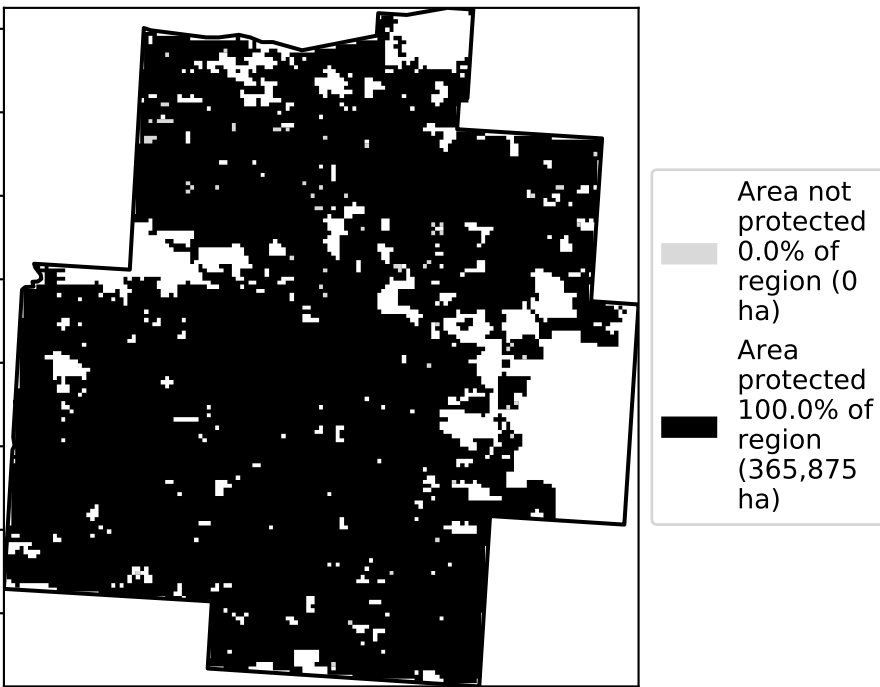 Area not
protected
0.0% of
region (0
ha)
Area
protected
100.0% of
region
(365,875
ha)